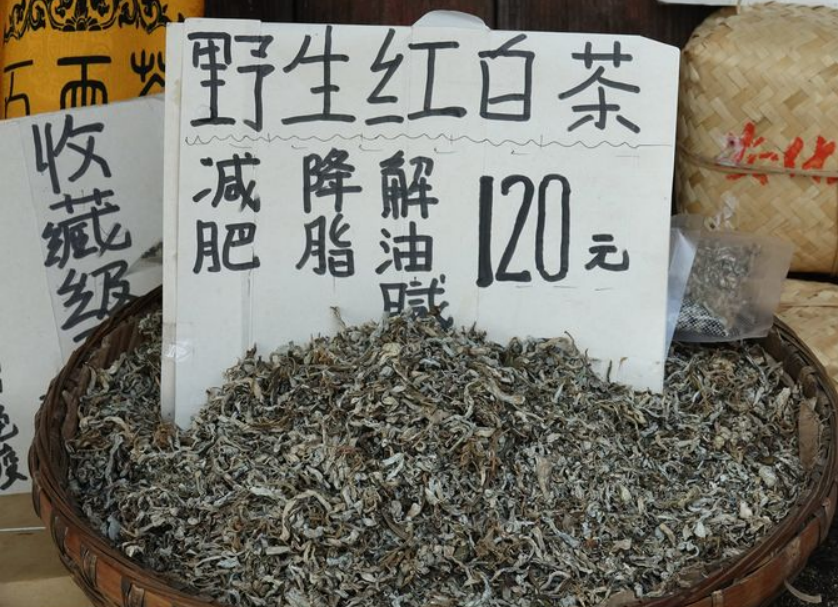 野生红白茶
减肥
降脂
解油腻
120元
收藏级